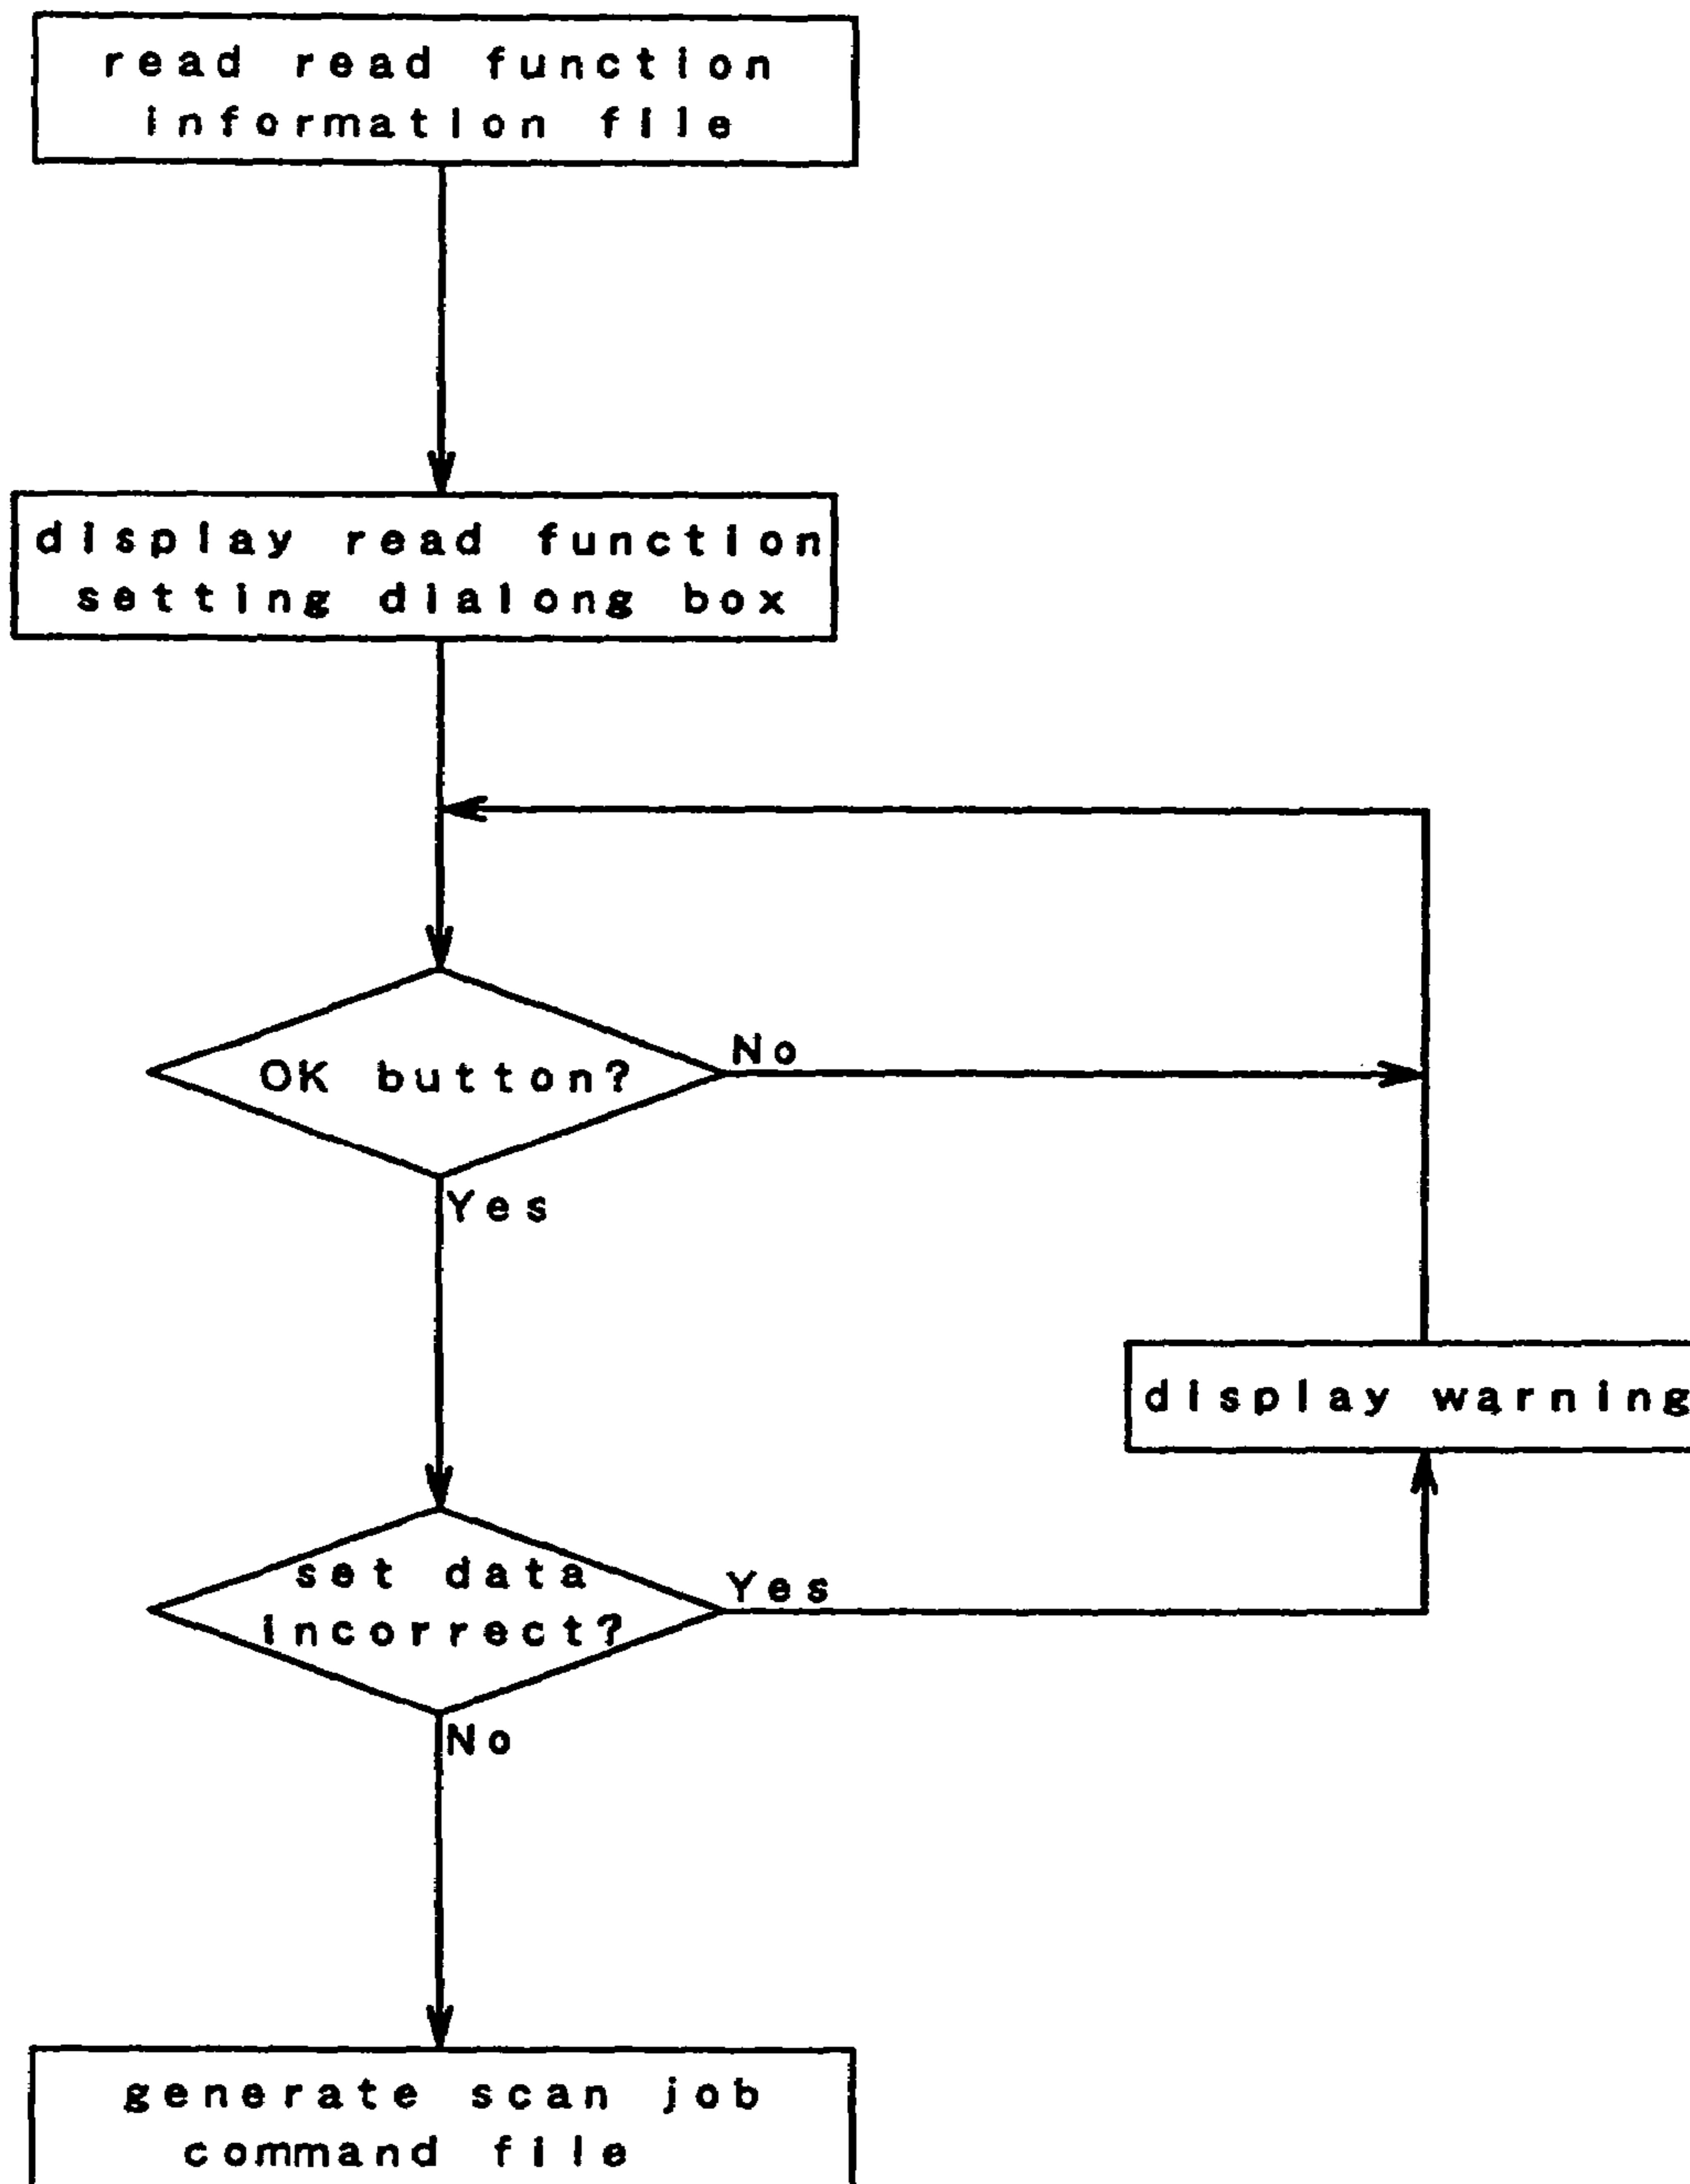 read read function
information file
display read function
setting dialong box
OK button?
No
Yes
display warning
set data
incorrect?
Yes
No
generate scan job
command file